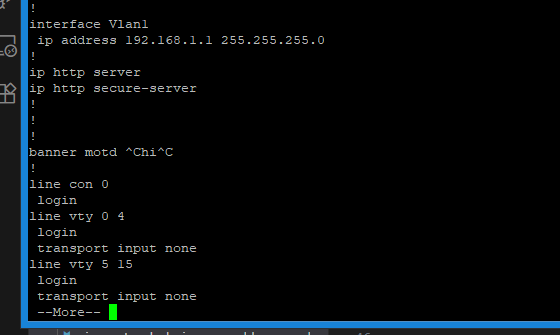 !
interface Vlan1
 ip address 192.168.1.1 255.255.255.0
!
ip http server
ip http secure-server
!
!
!
banner motd ^Chi^C
!
line con 0
 login
line vty 0 4
 login
 transport input none
line vty 5 15
 login
 transport input none
 --More--